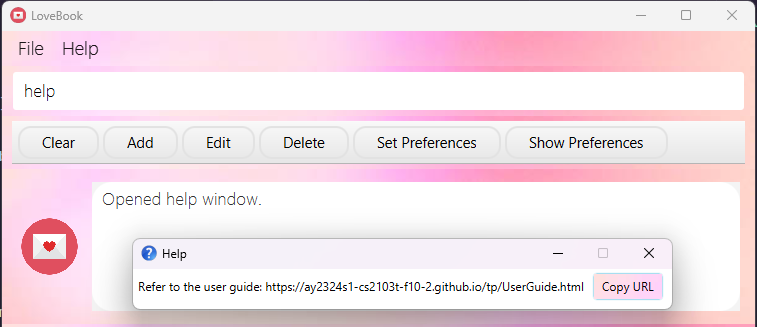 LoveBook
File Help
help
Clear Add Edit Delete Set Preferences Show Preferences
Opened help window.
Help
Refer to the user guide: https://ay2324s1-cs2103t-f10-2.github.io/tp/UserGuide.html Copy URL